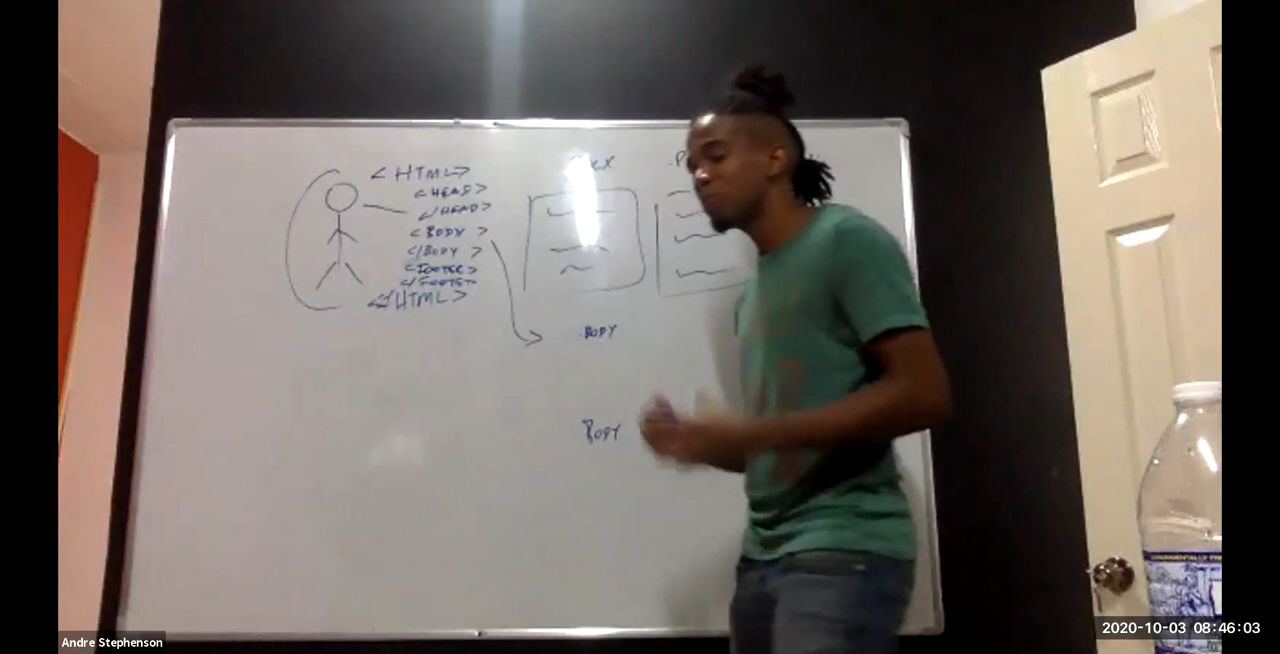 <HTML>
<HEAD>
</HEAD>
<BODY >
</BODY >
<FOOTER>
</FOOTER
</HTML>
.BODY
BODY
Andre Stephenson
2020-10-03 08:46:03